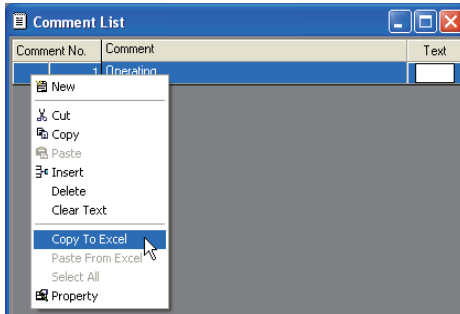 Comment List
Comment No. Comment Text
1 Operating
New
Cut
Copy
Paste
Insert
Delete
Clear Text
Copy To Excel
Paste From Excel
Select All
Property